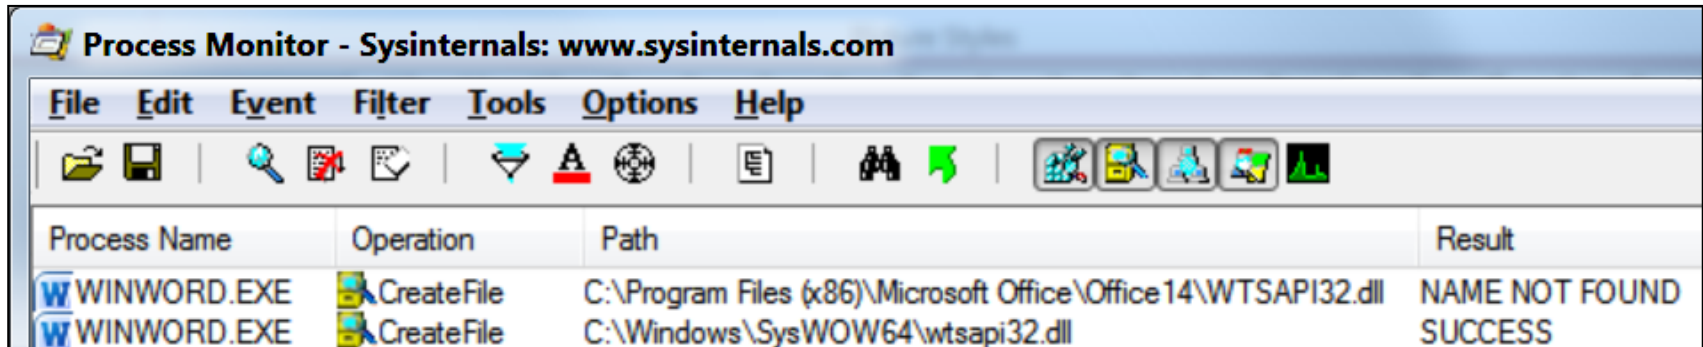 Process Monitor - Sysinternals: www.sysinternals.com
File Edit Event Filter Tools Options Help
Process Name Operation Path Result
WINWORD.EXE CreateFile C:\Program Files (x86)\Microsoft Office\Office14\WTSAPI32.dll NAME NOT FOUND
WINWORD.EXE CreateFile C:\Windows\SysWOW64\wtsapi32.dll SUCCESS